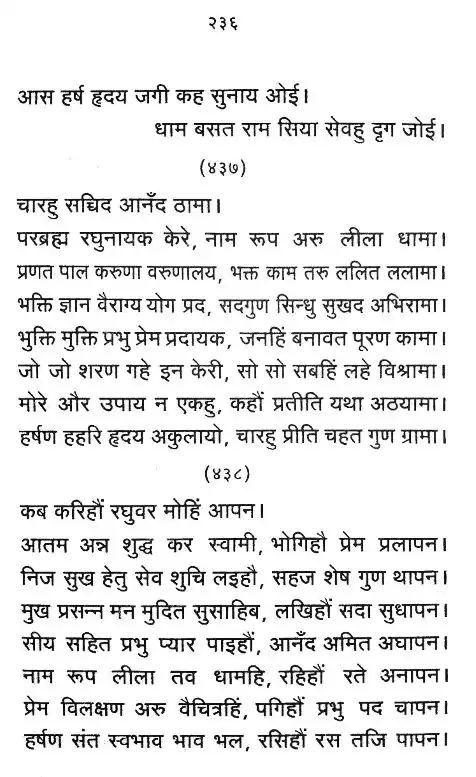 २३६
आस हर्ष हृदय जगी कह सुनाय ओई।
धाम बसत राम सिया सेवहु दृग जोई।
(४३७)
चारहु सच्चिद आनँद ठामा।
परब्रह्म रघुनायक केरे, नाम रूप अरु लीला धामा।
प्रणत पाल करुणा वरुणालय, भक्त काम तरु ललित ललामा।
भक्ति ज्ञान वैराग्य योग प्रद, सदगुण सिन्धु सुखद अभिरामा।
भुक्ति मुक्ति प्रभु प्रेम प्रदायक, जनहिं बनावत पूरण कामा।
जो जो शरण गहे इन केरी, सो सो सबहिं लहे विश्रामा।
मोरे और उपाय न एकहु, कहौं प्रतीति यथा अठयामा।
हर्षण हहरि हृदय अकुलायो, चारहु प्रीति चहत गुण ग्रामा।
(४३८)
कब करिहौं रघुवर मोहिं आपन।
आतम अन्न शुद्ध कर स्वामी, भोगिहौ प्रेम प्रलापन।
निज सुख हेतु सेव शुचि लइहौ, सहज शेष गुण थापन।
मुख प्रसन्न मन मुदित सुसाहिब, लखिहौं सदा सुधापन।
सीय सहित प्रभु प्यार पाइहौं, आनँद अमित अघापन।
नाम रूप लीला तव धामहि, रहिहौं रते अनापन।
प्रेम विलक्षण अरु वैचित्रहिं, पगिहौं प्रभु पद चापन।
हर्षण संत स्वभाव भाव भल, रसिहौं रस तजि पापन।